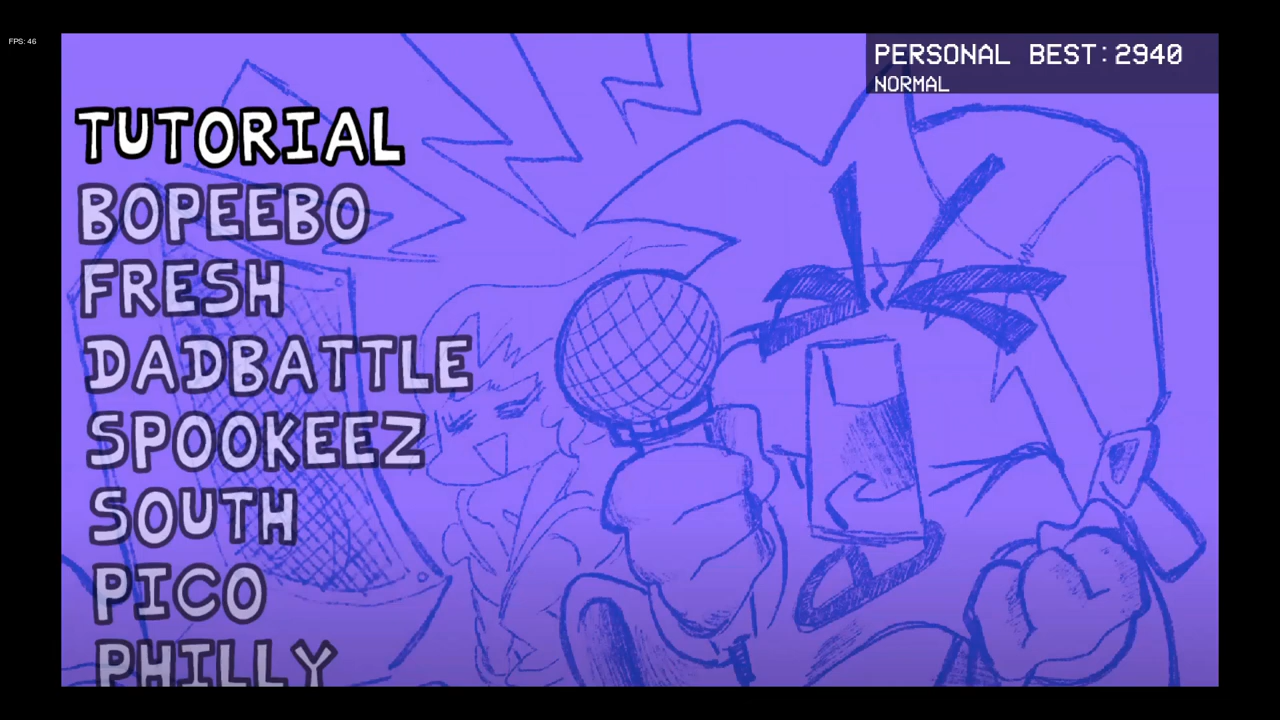 FPS: 46
PERSONAL BEST:2940
NORMAL
TUTORIAL
BOPEEBO
FRESH
DADBATTLE
SPOOKEEZ
SOUTH
PICO
PHILLY